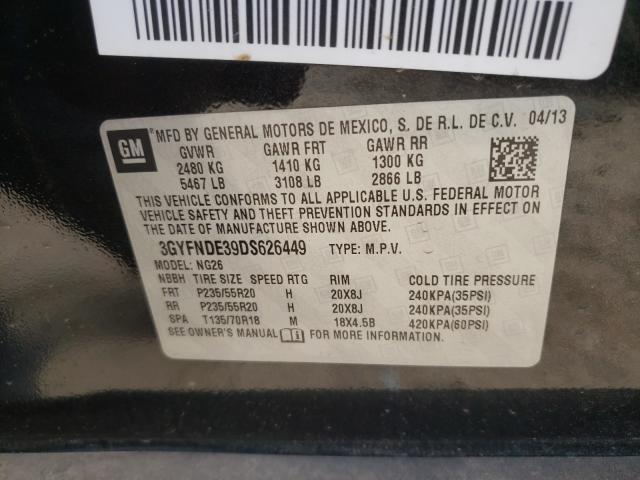 GM ®MFD BY GENERAL MOTORS DE MEXICO, S. DE R.L. DE C.V. 04/13
GVWR GAWR FRT GAWR RR
2480 KG 1410 KG 1300 KG
5467 LB 3108 LB 2866 LB
THIS VEHICLE CONFORMS TO ALL APPLICABLE U.S. FEDERAL MOTOR
VEHICLE SAFETY AND THEFT PREVENTION STANDARDS IN EFFECT ON
THE DATE OF MANUFACTURE SHOWN ABOVE.
3GYFNDE39DS626449 TYPE: M.P.V.
MODEL: NG26
NBBH TIRE SIZE SPEED RTG RIM COLD TIRE PRESSURE
FRT P235/55R20 H 20X8J 240KPA(35PSI)
RR P235/55R20 H 20X8J 240KPA(35PSI)
SPA T135/70R18 M 18X4.5B 420KPA(60PSI)
SEE OWNER'S MANUAL FOR MORE INFORMATION.